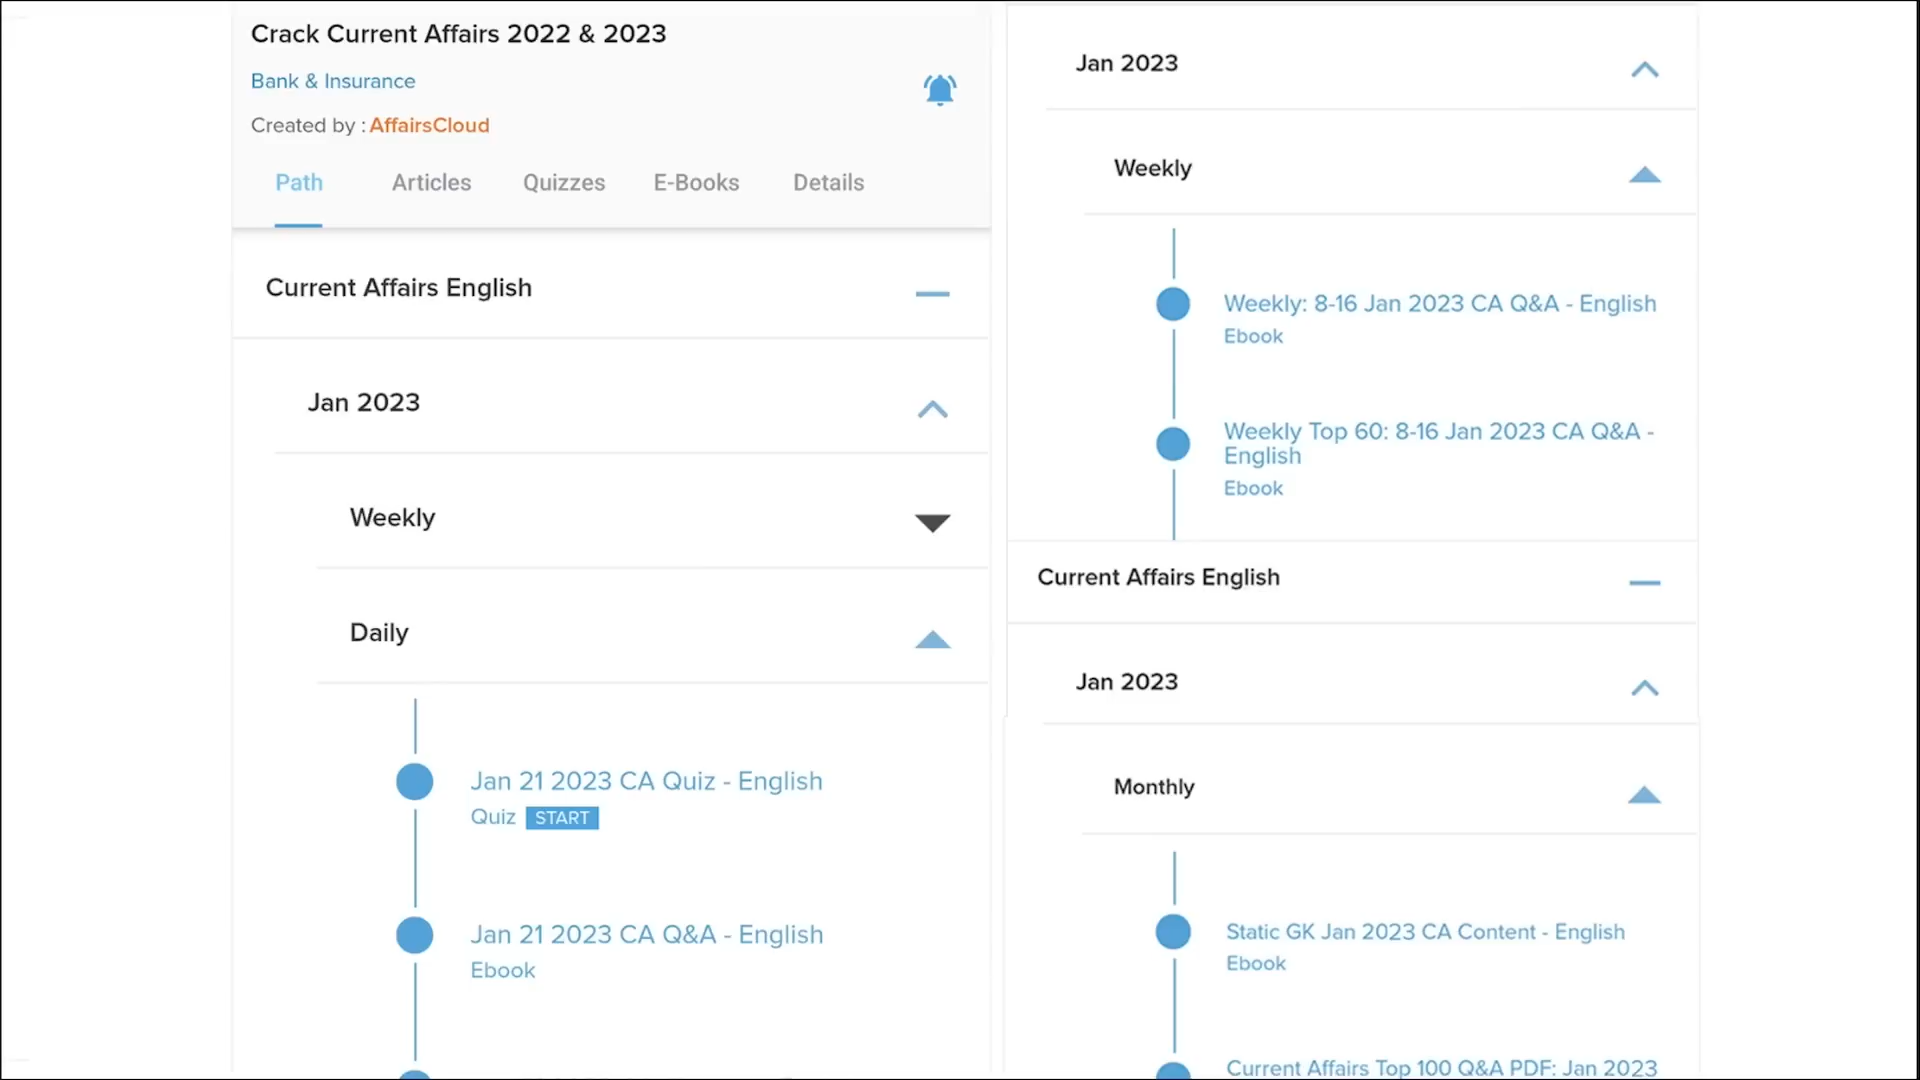 Crack Current Affairs 2022 & 2023
Bank & Insurance
Created by : AffairsCloud
Path Articles Quizzes E-Books Details
Current Affairs English
Jan 2023
Weekly
Daily
Jan 21 2023 CA Quiz - English
Quiz START
Jan 21 2023 CA Q&A - English
Ebook
Jan 2023
Weekly
Weekly: 8-16 Jan 2023 CA Q&A - English
Ebook
Weekly Top 60: 8-16 Jan 2023 CA Q&A -
English
Ebook
Current Affairs English
Jan 2023
Monthly
Static GK Jan 2023 CA Content - English
Ebook
Current Affairs Top 100 Q&A PDF: Jan 2023